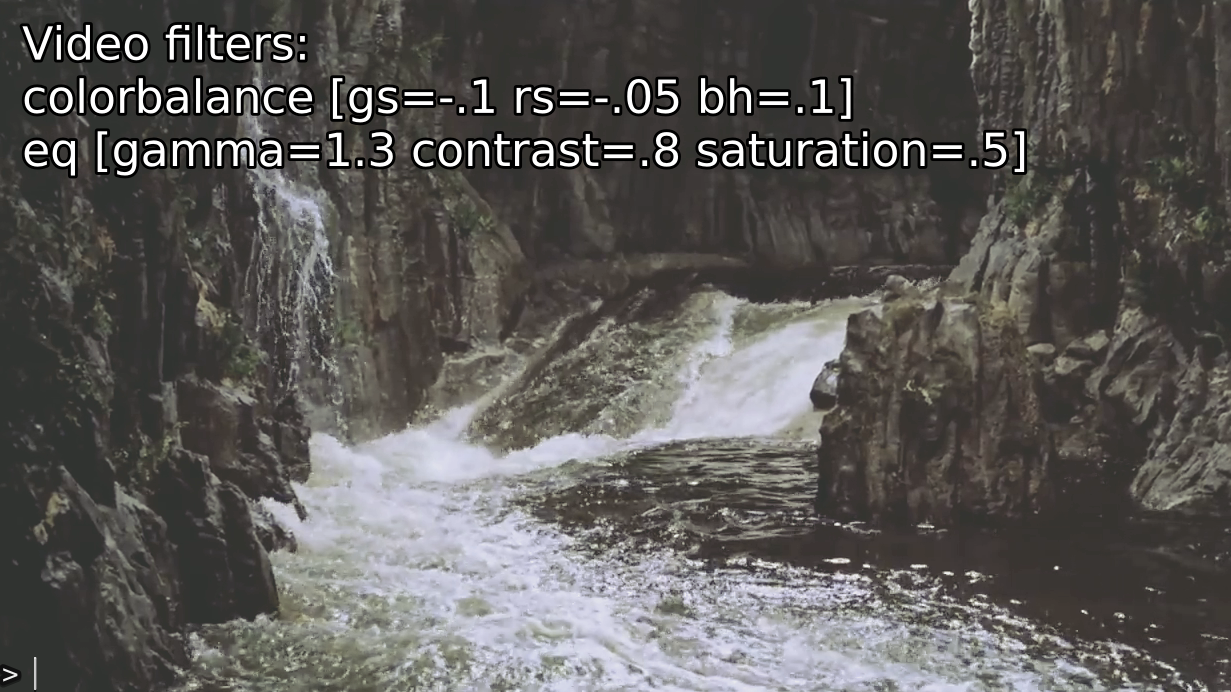 Video filters:
colorbalance [gs=-.1 rs=-.05 bh=.1]
eq [gamma=1.3 contrast=.8 saturation=.5]
>